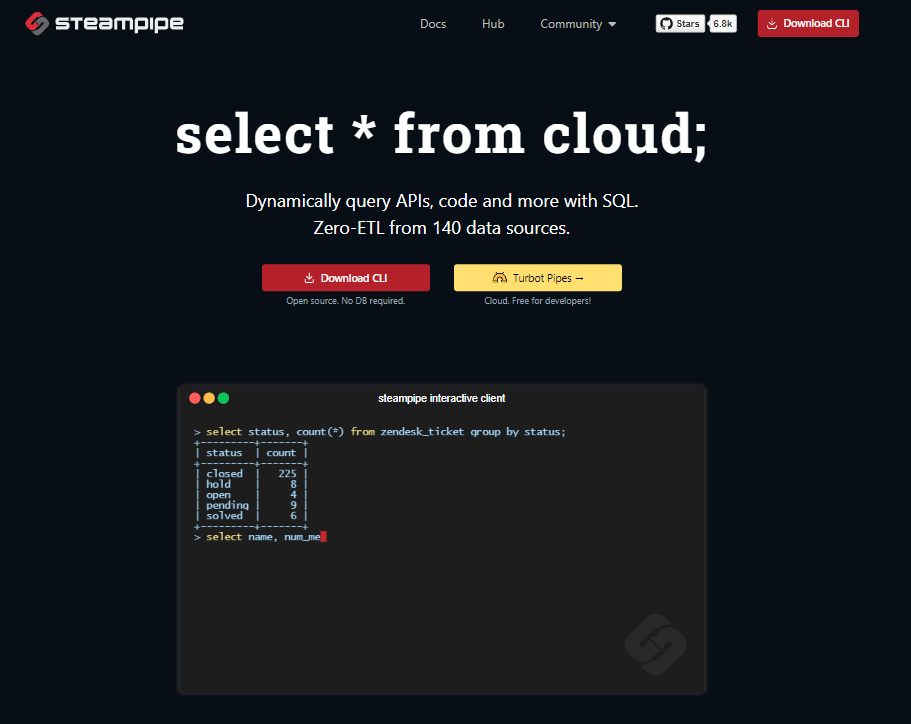 steampipe
Docs
Hub
Community
Stars
6.8k
Download CLI
select * from cloud;
Dynamically query APIs, code and more with SQL.
Zero-ETL from 140 data sources.
Download CLI
Turbot Pipes →
Open source. No DB required.
Cloud. Free for developers!
steampipe interactive client
> select status, count(*) from zendesk_ticket group by status;
+---------+-------+
| status  | count |
+---------+-------+
| closed  |   225 |
| hold    |     8 |
| open    |     4 |
| pending |     9 |
| solved  |     6 |
+---------+-------+
> select name, num_me